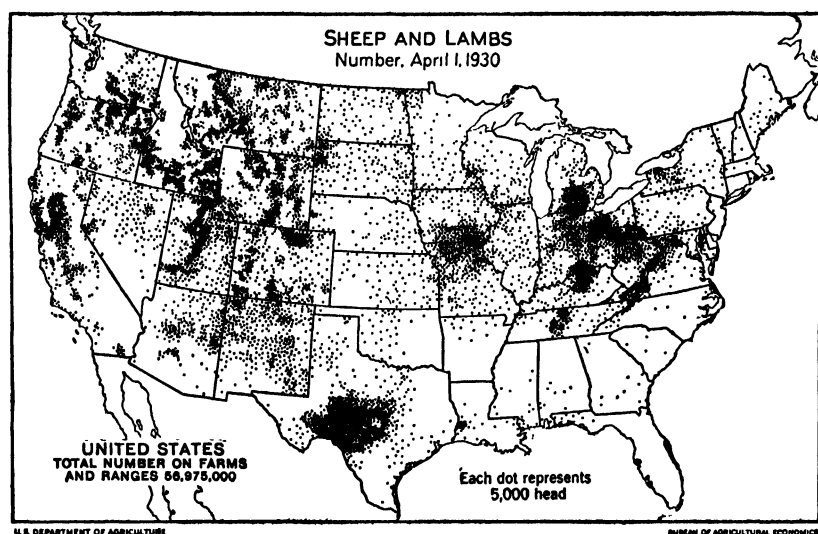 SHEEP AND LAMBS
Number, April 1, 1930
UNITED STATES
TOTAL NUMBER ON FARMS
AND RANGES 56,975,000
Each dot represents
5,000 head
U.S. DEPARTMENT OF AGRICULTURE
BUREAU OF AGRICULTURAL ECONOMICS